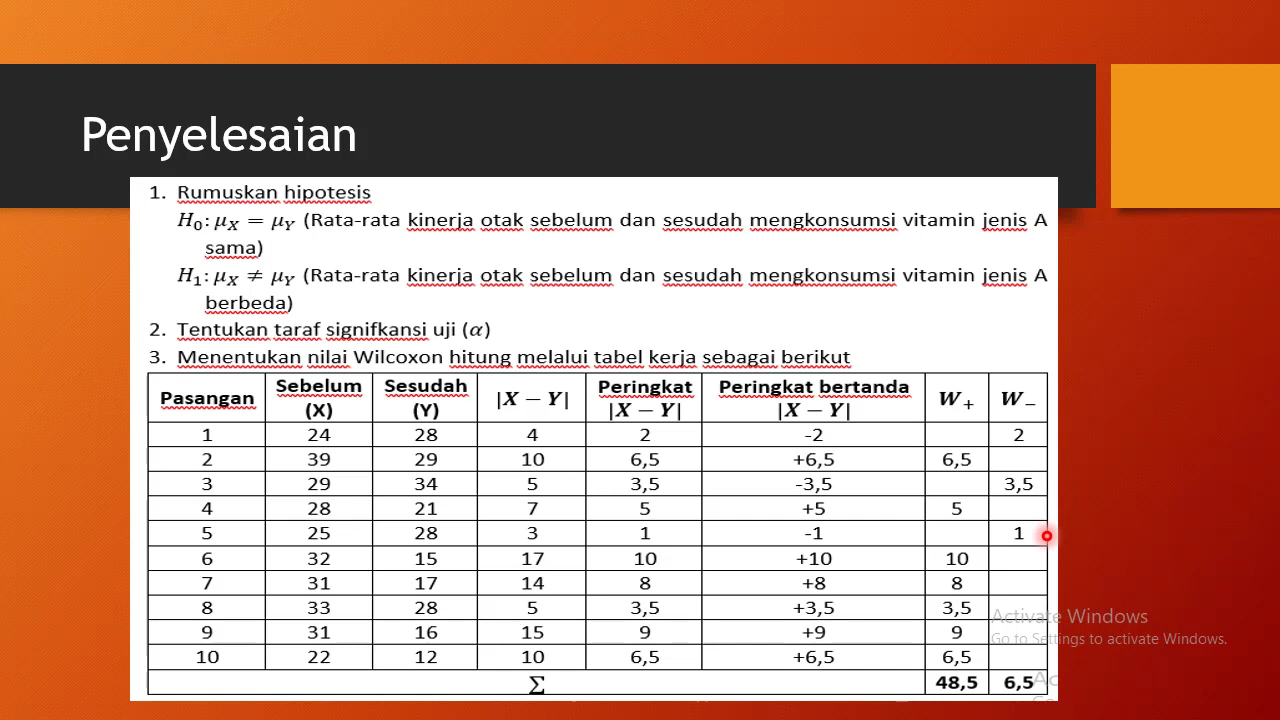 Penyelesaian
1. Rumuskan hipotesis
H₀: μ_X = μ_Y (Rata-rata kinerja otak sebelum dan sesudah mengkonsumsi vitamin jenis A
sama)
H₁: μ_X ≠ μ_Y (Rata-rata kinerja otak sebelum dan sesudah mengkonsumsi vitamin jenis A
berbeda)
2. Tentukan taraf signifkansi uji (α)
3. Menentukan nilai Wilcoxon hitung melalui tabel kerja sebagai berikut
Pasangan Sebelum (X) Sesudah (Y) |X − Y| Peringkat |X − Y| Peringkat bertanda |X − Y| W₊ W₋
1 24 28 4 2 -2 2
2 39 29 10 6,5 +6,5 6,5
3 29 34 5 3,5 -3,5 3,5
4 28 21 7 5 +5 5
5 25 28 3 1 -1 1
6 32 15 17 10 +10 10
7 31 17 14 8 +8 8
8 33 28 5 3,5 +3,5 3,5
9 31 16 15 9 +9 9
10 22 12 10 6,5 +6,5 6,5
Σ 48,5 6,5
Activate Windows
Go to Settings to activate Windows.